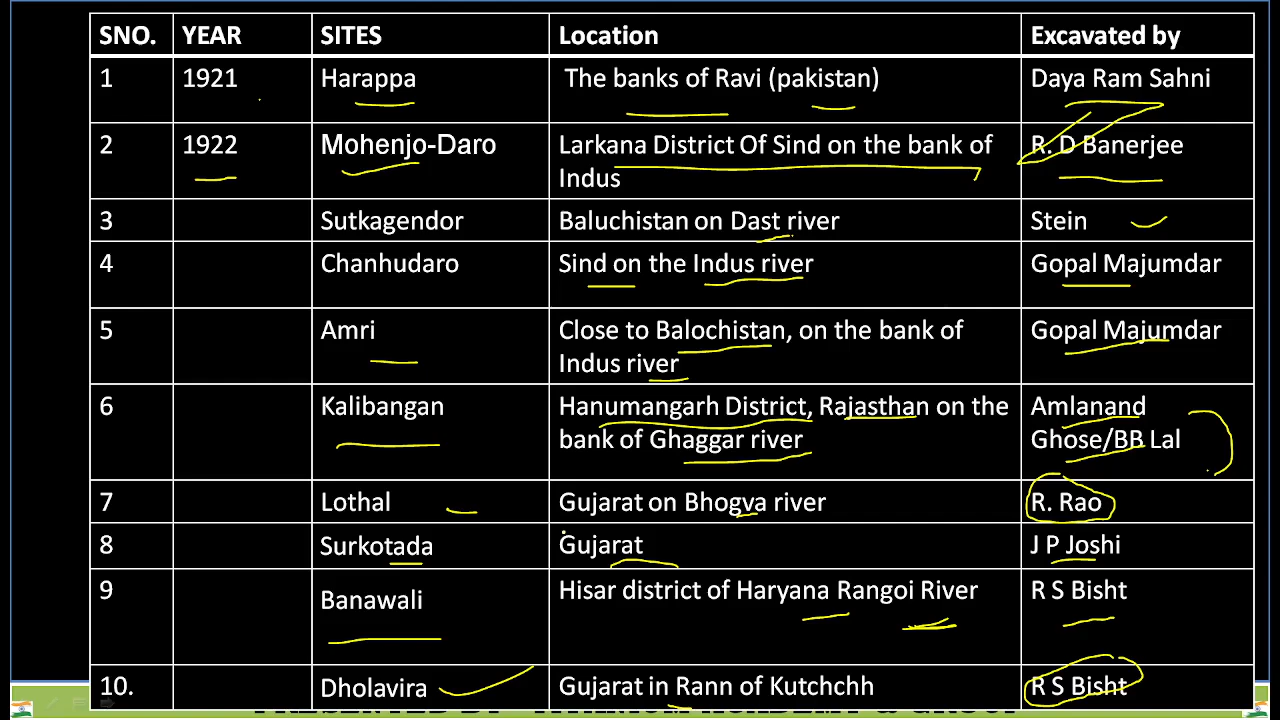 SNO. YEAR SITES Location Excavated by
1 1921 Harappa The banks of Ravi (pakistan) Daya Ram Sahni
2 1922 Mohenjo-Daro Larkana District Of Sind on the bank of R. D Banerjee
Indus
3 Sutkagendor Baluchistan on Dast river Stein
4 Chanhudaro Sind on the Indus river Gopal Majumdar
5 Amri Close to Balochistan, on the bank of Gopal Majumdar
Indus river
6 Kalibangan Hanumangarh District, Rajasthan on the Amlanand
bank of Ghaggar river Ghose/BB Lal
7 Lothal Gujarat on Bhogva river R. Rao
8 Surkotada Gujarat J P Joshi
9 Banawali Hisar district of Haryana Rangoi River R S Bisht
10. Dholavira Gujarat in Rann of Kutchchh R S Bisht